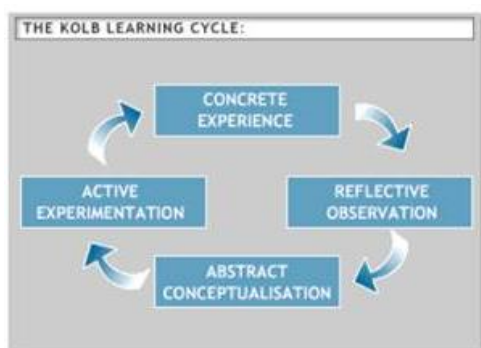 THE KOLB LEARNING CYCLE:
CONCRETE
EXPERIENCE
REFLECTIVE
OBSERVATION
ABSTRACT
CONCEPTUALISATION
ACTIVE
EXPERIMENTATION